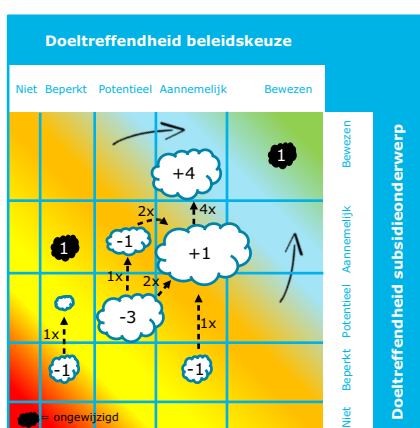 Doeltreffendheid beleidskeuze
Niet Beperkt Potentieel Aannemelijk Bewezen
1
+4
2x 4x
1
-1
+1
1x 2x
-3
1x 1x
-1 -1
= ongewijzigd
Bewezen
Aannemelijk
Potentieel
Beperkt
Niet
Doeltreffendheid subsidieonderwerp